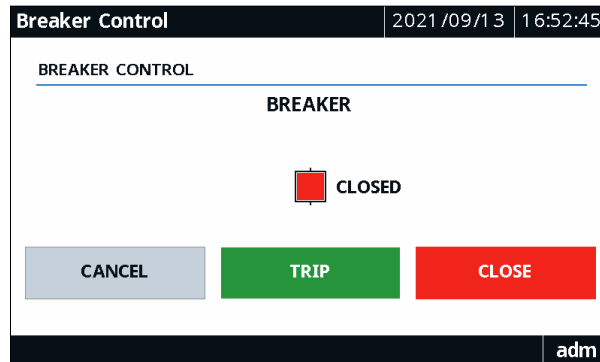 Breaker Control 2021/09/13 16:52:45
BREAKER CONTROL
BREAKER
CLOSED
CANCEL TRIP CLOSE
adm